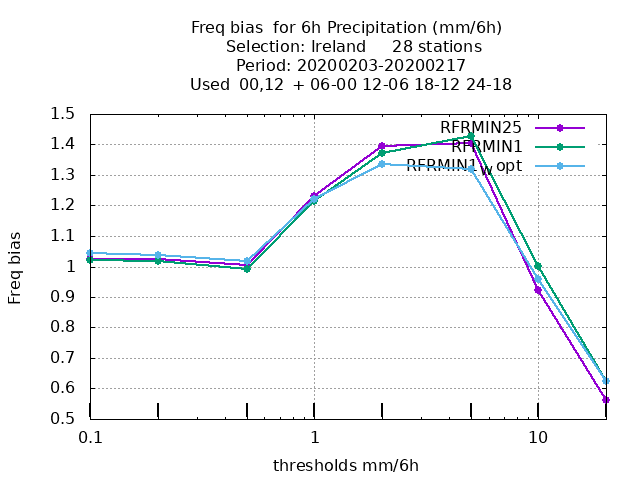 Freq bias  for 6h Precipitation (mm/6h)
Selection: Ireland     28 stations
Period: 20200203-20200217
Used  00,12  + 06-00 12-06 18-12 24-18
RFRMIN25
RFRMIN1
RFRMIN1wopt
1.5
1.4
1.3
1.2
1.1
1
0.9
0.8
0.7
0.6
0.5
Freq bias
0.1 1 10
thresholds mm/6h